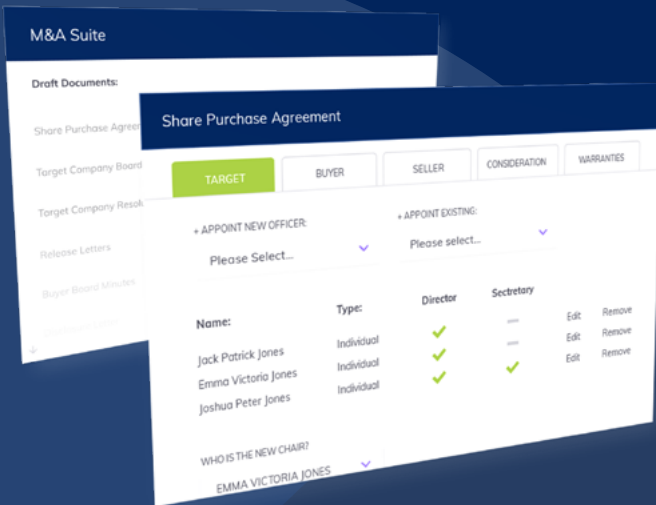 M&A Suite
Draft Documents:
Share Purchase Agree
Target Company Board
Target Company Resol
Release Letters
Buyer Board Minutes
Share Purchase Agreement
TARGET
BUYER
SELLER
CONSIDERATION
WARRANTIES
+ APPOINT NEW OFFICER:
+ APPOINT EXISTING:
Please Select...
Please select...
Name:
Type:
Director
Sectretary
Jack Patrick Jones
Individual
Edit
Remove
Emma Victoria Jones
Individual
Edit
Remove
Joshua Peter Jones
Individual
Edit
Remove
WHO IS THE NEW CHAIR?
EMMA VICTORIA JONES